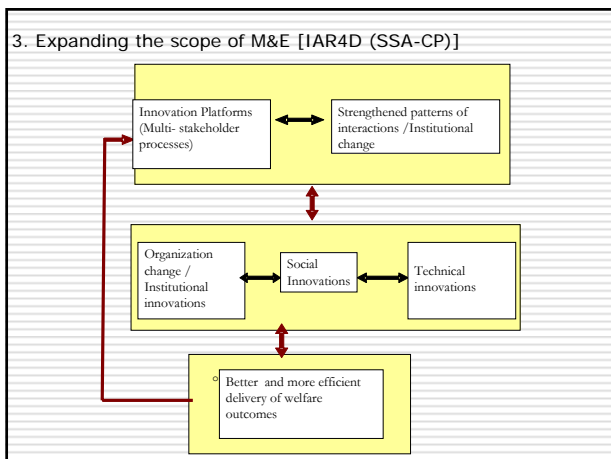 3. Expanding the scope of M&E [IAR4D (SSA-CP)]
Innovation Platforms
(Multi- stakeholder
processes)
Strengthened patterns of
interactions /Institutional
change
Organization
change /
Institutional
innovations
Social
Innovations
Technical
innovations
Better and more efficient
delivery of welfare
outcomes